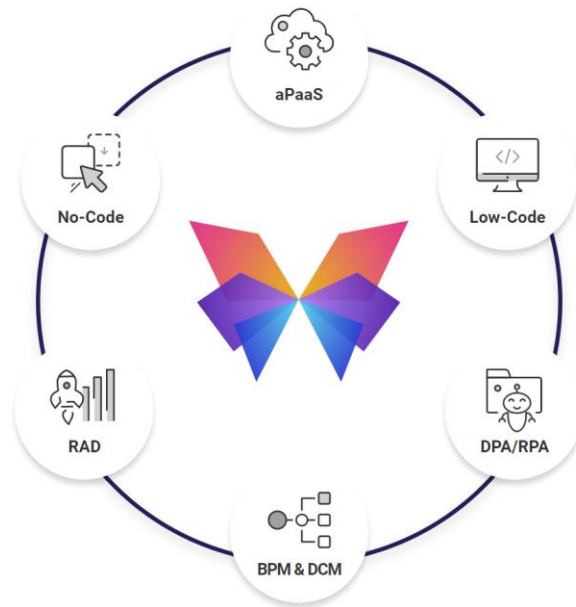 aPaaS
No-Code
Low-Code
</>
RAD
DPA/RPA
BPM & DCM